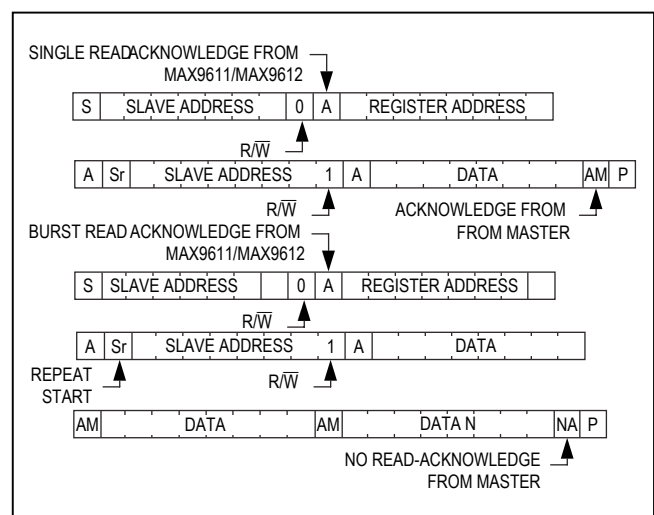 SINGLE READACKNOWLEDGE FROM
MAX9611/MAX9612
S SLAVE ADDRESS 0 A REGISTER ADDRESS
R/W̅
A Sr SLAVE ADDRESS 1 A DATA AM P
R/W̅ ACKNOWLEDGE FROM
FROM MASTER
BURST READ ACKNOWLEDGE FROM
MAX9611/MAX9612
S SLAVE ADDRESS 0 A REGISTER ADDRESS
R/W̅
A Sr SLAVE ADDRESS 1 A DATA
REPEAT
START
R/W̅
AM DATA AM DATA N NA P
NO READ-ACKNOWLEDGE
FROM MASTER